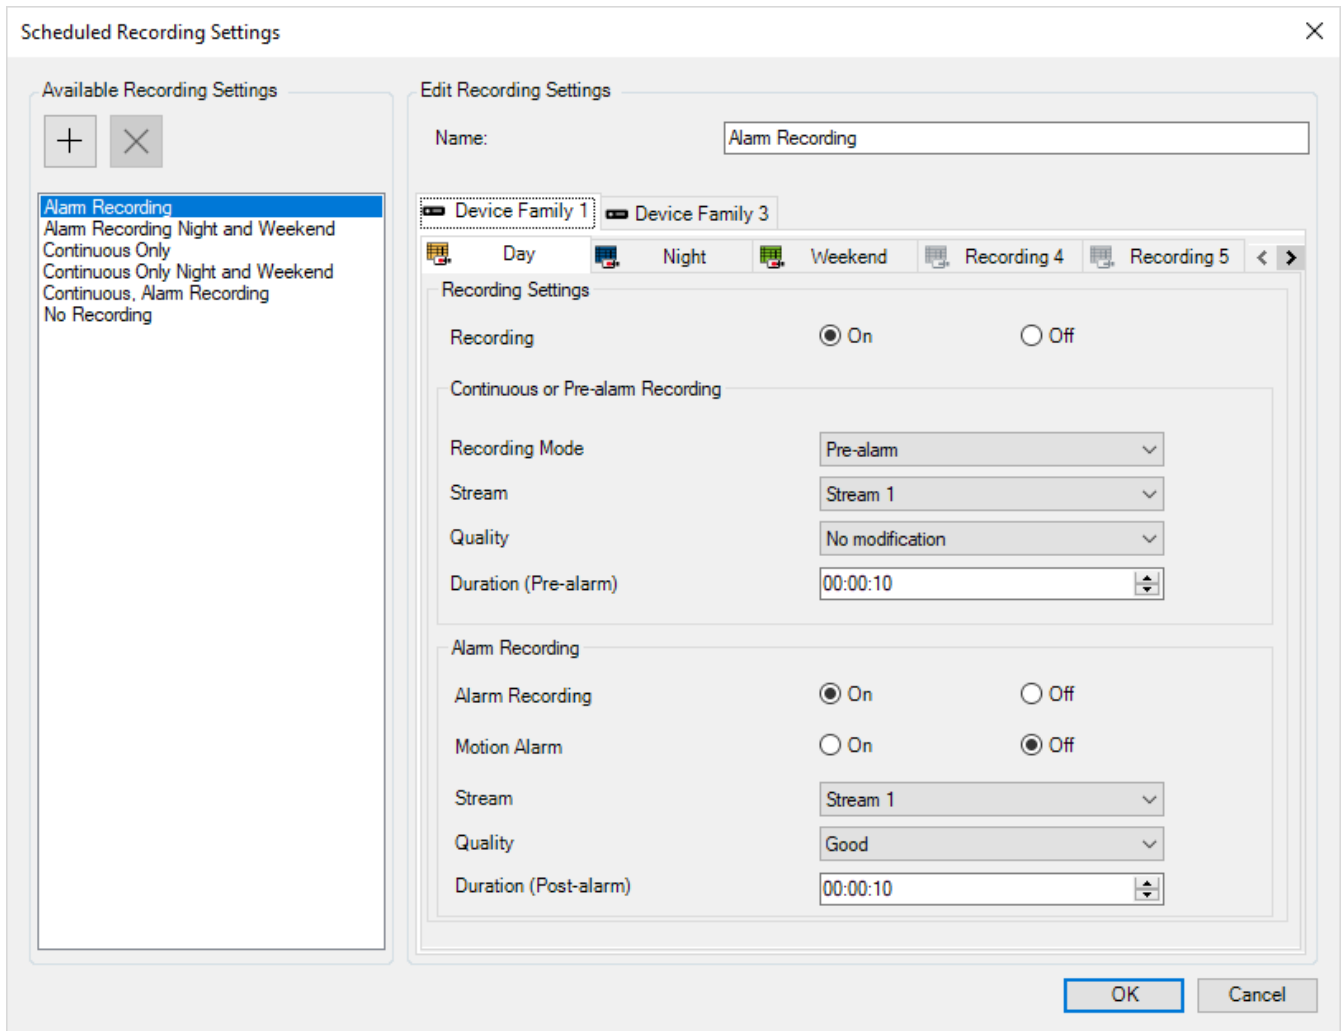 Scheduled Recording Settings
Available Recording Settings
Alarm Recording
Alarm Recording Night and Weekend
Continuous Only
Continuous Only Night and Weekend
Continuous, Alarm Recording
No Recording
Edit Recording Settings
Name: Alarm Recording
Device Family 1 Device Family 3
Day Night Weekend Recording 4 Recording 5
Recording Settings
Recording On Off
Continuous or Pre-alarm Recording
Recording Mode Pre-alarm
Stream Stream 1
Quality No modification
Duration (Pre-alarm) 00:00:10
Alarm Recording
Alarm Recording On Off
Motion Alarm On Off
Stream Stream 1
Quality Good
Duration (Post-alarm) 00:00:10
OK Cancel